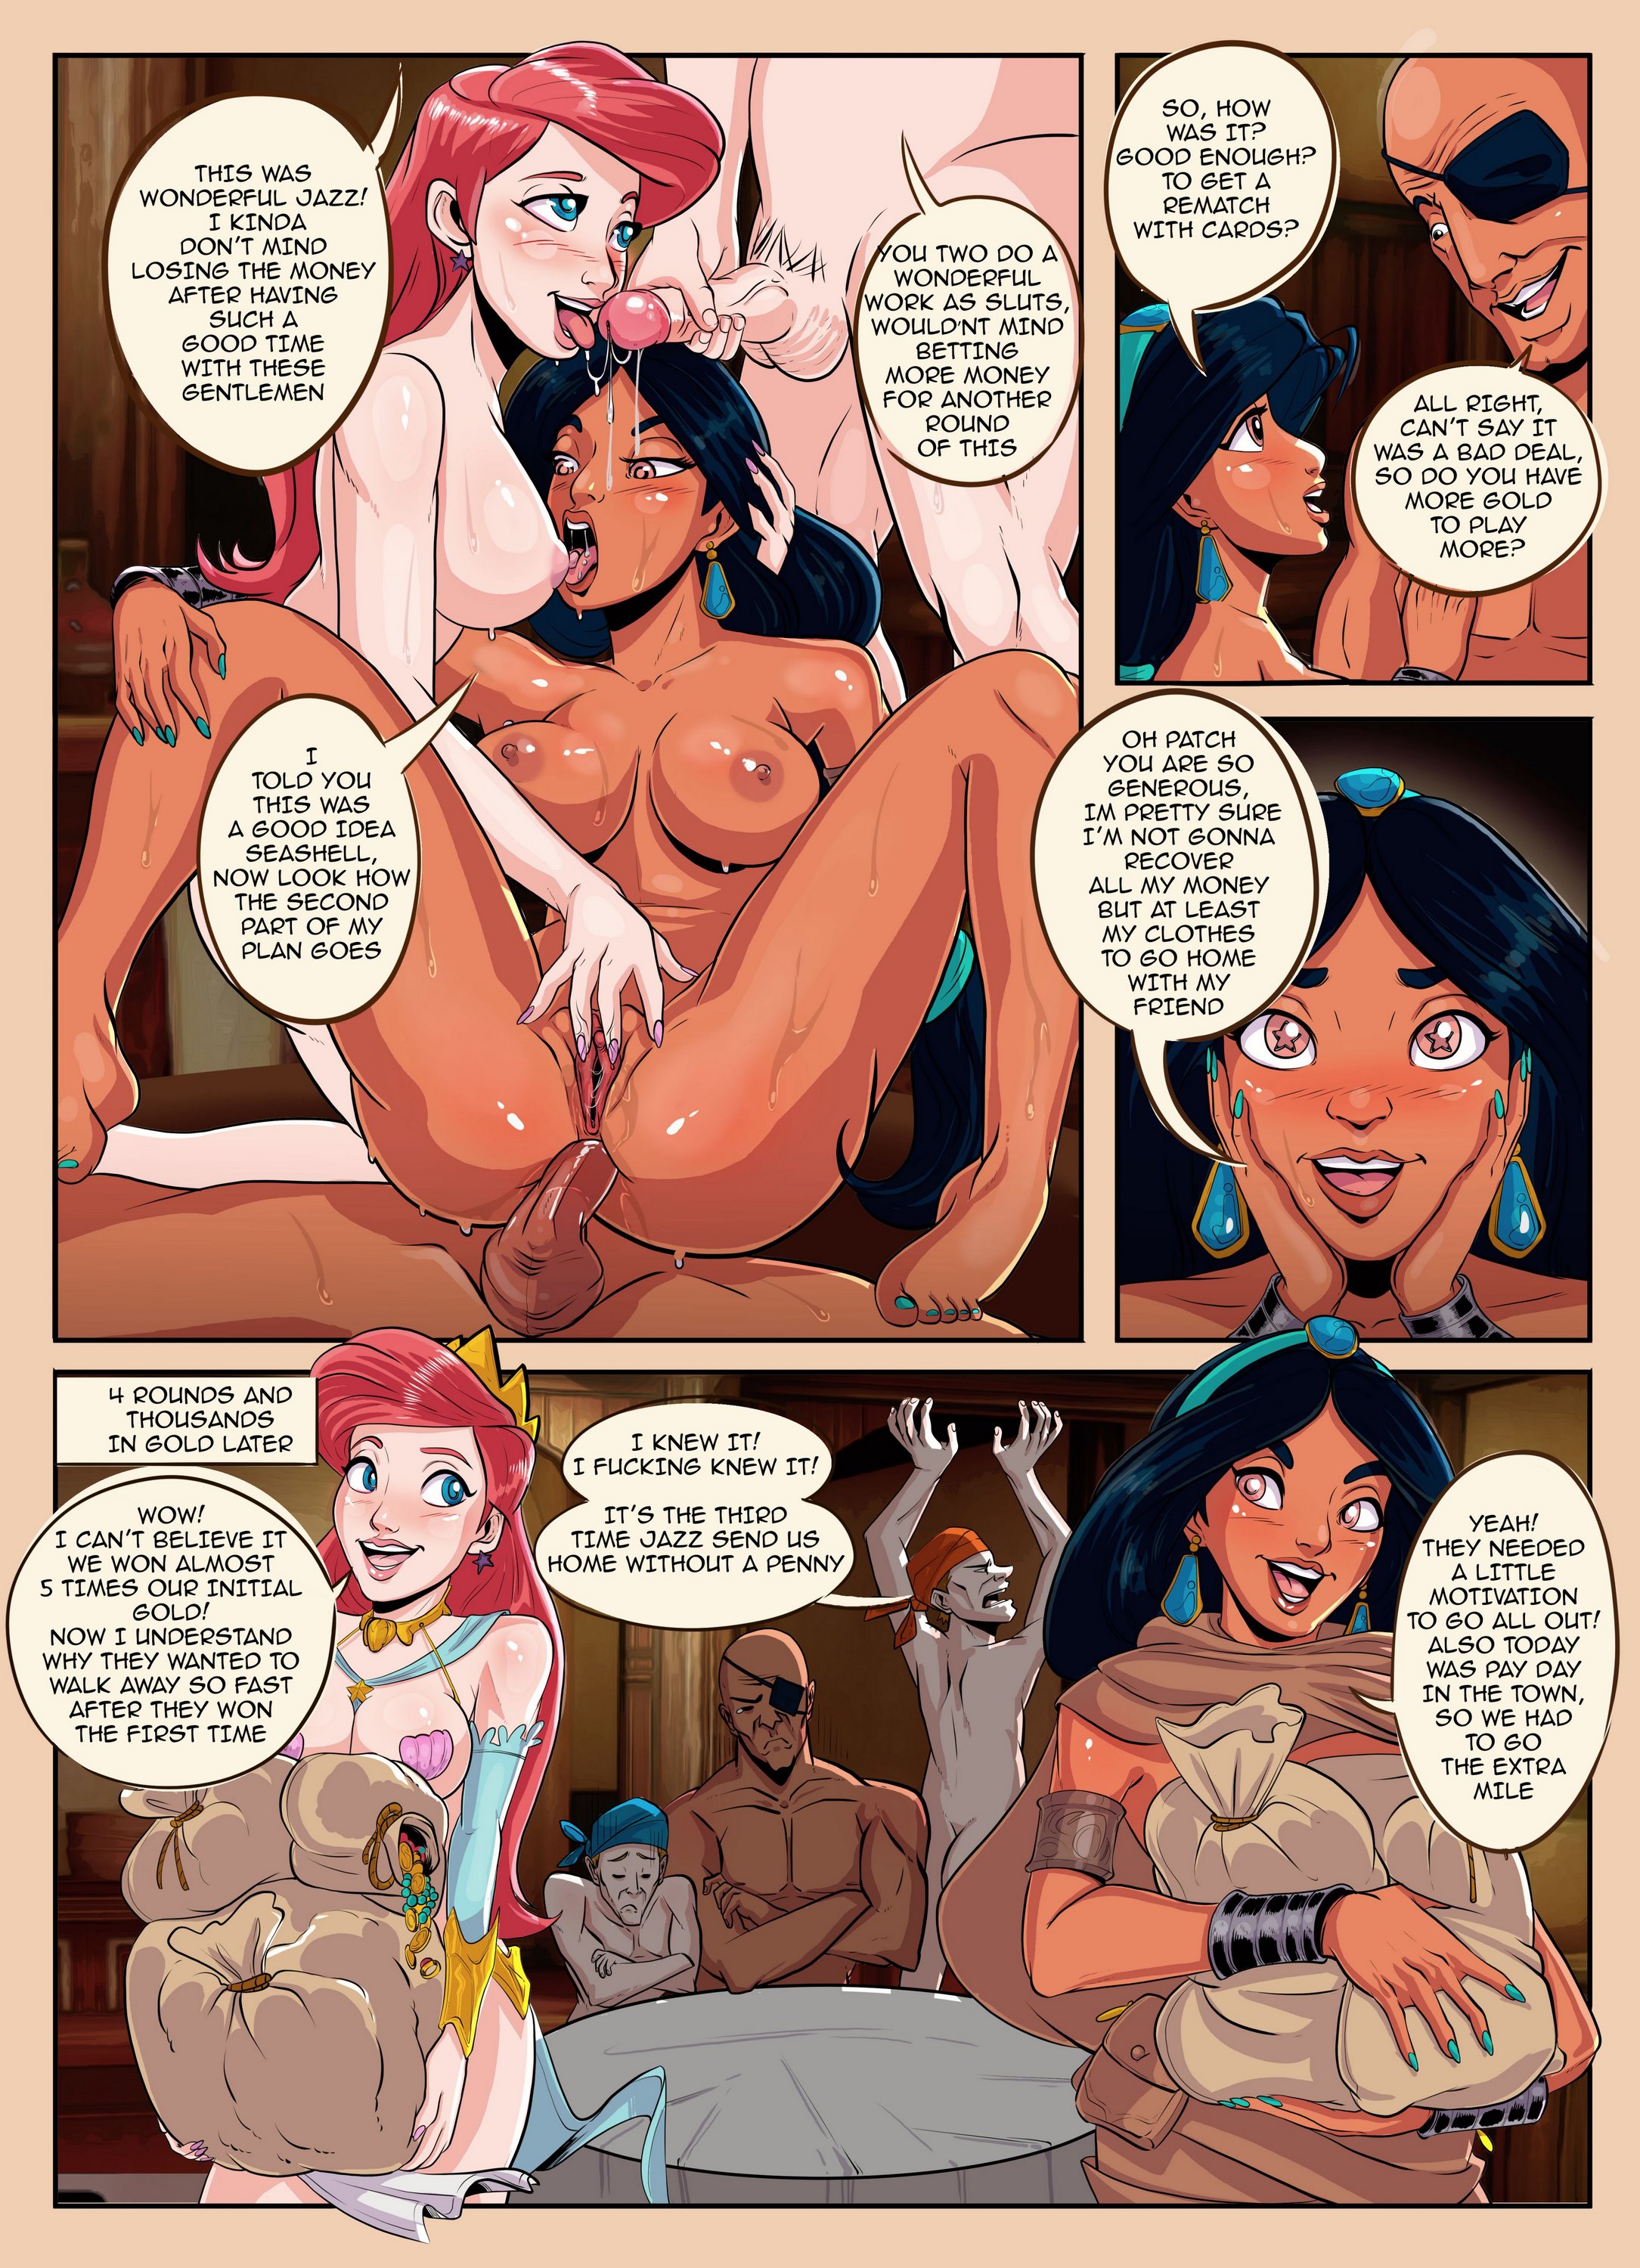 THIS WAS
WONDERFUL JAZZ!
I KINDA
DON'T MIND
LOSING THE MONEY
AFTER HAVING
SUCH A
GOOD TIME
WITH THESE
GENTLEMEN
YOU TWO DO A
WONDERFUL
WORK AS SLUTS,
WOULD'NT MIND
BETTING
MORE MONEY
FOR ANOTHER
ROUND
OF THIS
I
TOLD YOU
THIS WAS
A GOOD IDEA
SEASHELL,
NOW LOOK HOW
THE SECOND
PART OF MY
PLAN GOES
SO, HOW
WAS IT?
GOOD ENOUGH?
TO GET A
REMATCH
WITH CARDS?
ALL RIGHT,
CAN'T SAY IT
WAS A BAD DEAL,
SO DO YOU HAVE
MORE GOLD
TO PLAY
MORE?
OH PATCH
YOU ARE SO
GENEROUS,
IM PRETTY SURE
I'M NOT GONNA
RECOVER
ALL MY MONEY
BUT AT LEAST
MY CLOTHES
TO GO HOME
WITH MY
FRIEND
4 ROUNDS AND
THOUSANDS
IN GOLD LATER
WOW!
I CAN'T BELIEVE IT
WE WON ALMOST
5 TIMES OUR INITIAL
GOLD!
NOW I UNDERSTAND
WHY THEY WANTED TO
WALK AWAY SO FAST
AFTER THEY WON
THE FIRST TIME
I KNEW IT!
I FUCKING KNEW IT!
IT'S THE THIRD
TIME JAZZ SEND US
HOME WITHOUT A PENNY
YEAH!
THEY NEEDED
A LITTLE
MOTIVATION
TO GO ALL OUT!
ALSO TODAY
WAS PAY DAY
IN THE TOWN,
SO WE HAD
TO GO
THE EXTRA
MILE